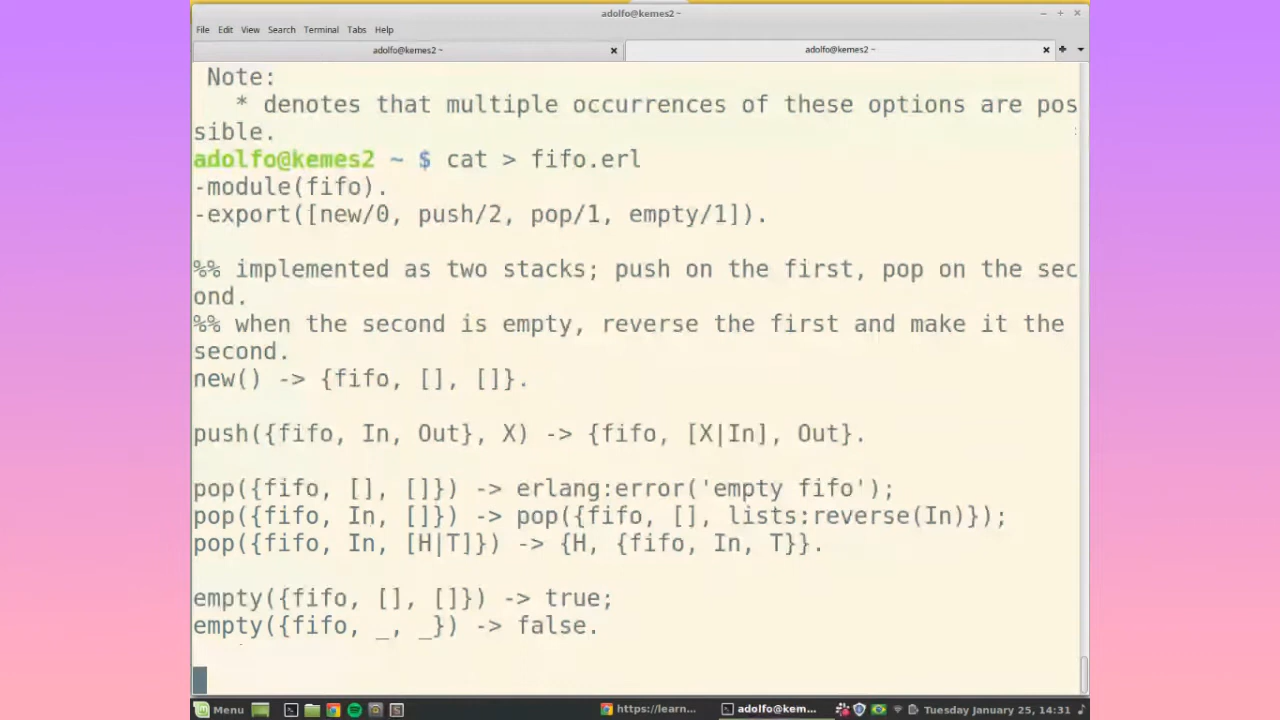 adolfo@kemes2 ~
File Edit View Search Terminal Tabs Help
adolfo@kemes2 ~
adolfo@kemes2 ~
Note:
* denotes that multiple occurrences of these options are pos
sible.
adolfo@kemes2 ~ $ cat > fifo.erl
-module(fifo).
-export([new/0, push/2, pop/1, empty/1]).
%% implemented as two stacks; push on the first, pop on the sec
ond.
%% when the second is empty, reverse the first and make it the
second.
new() -> {fifo, [], []}.
push({fifo, In, Out}, X) -> {fifo, [X|In], Out}.
pop({fifo, [], []}) -> erlang:error('empty fifo');
pop({fifo, In, []}) -> pop({fifo, [], lists:reverse(In)});
pop({fifo, In, [H|T]}) -> {H, {fifo, In, T}}.
empty({fifo, [], []}) -> true;
empty({fifo, _, _}) -> false.
Menu https://learn... adolfo@kem... Tuesday January 25, 14:31